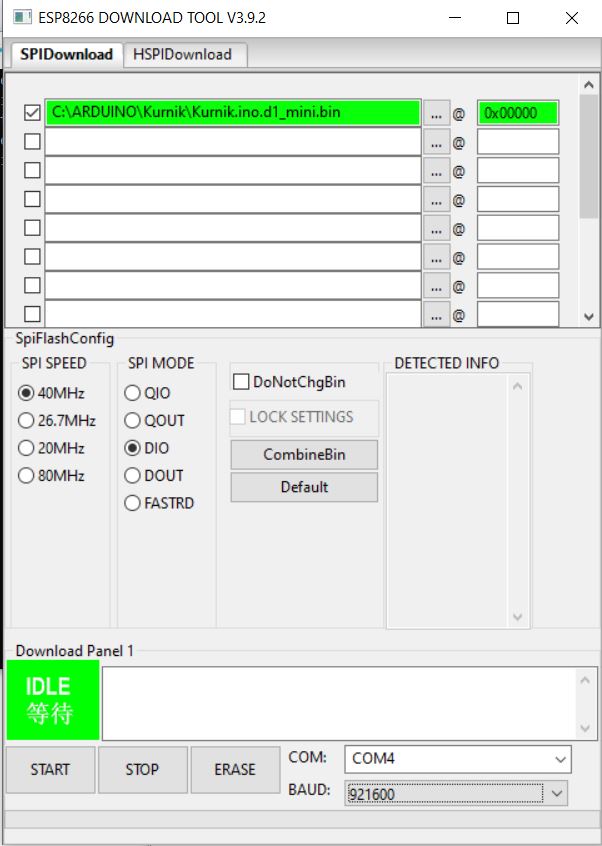 ESP8266 DOWNLOAD TOOL V3.9.2
SPIDownload HSPIDownload
C:\ARDUINO\Kurnik\Kurnik.ino.d1_mini.bin ... @ 0x00000
... @
... @
... @
... @
... @
... @
... @
SpiFlashConfig
SPI SPEED
40MHz
26.7MHz
20MHz
80MHz
SPI MODE
QIO
QOUT
DIO
DOUT
FASTRD
DoNotChgBin
LOCK SETTINGS
CombineBin
Default
DETECTED INFO
Download Panel 1
IDLE
等待
START STOP ERASE
COM: COM4
BAUD: 921600